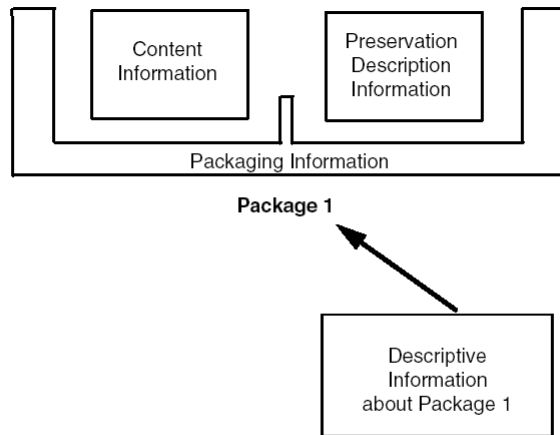 Content
Information
Preservation
Description
Information
Packaging Information
Package 1
Descriptive
Information
about Package 1